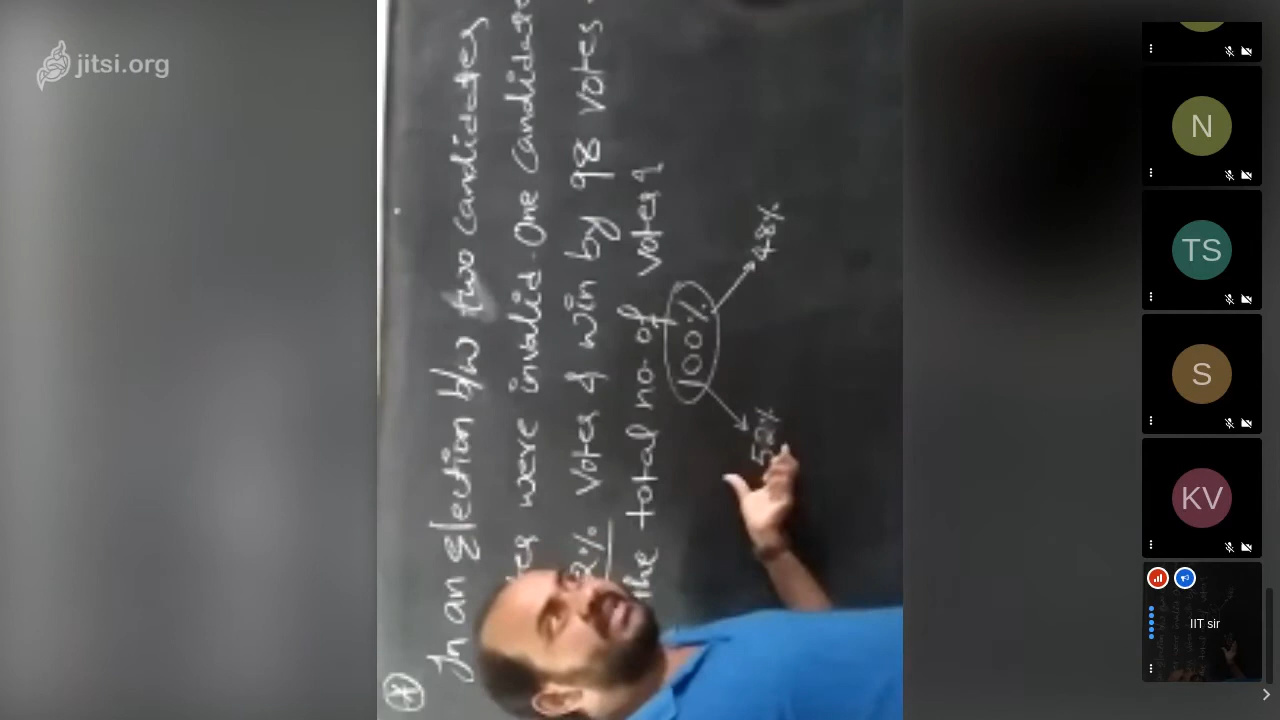 jitsi.org
In an Election b/w two candidates
were invalid. One candidate
2% Votes & win by 98 votes.
the total no. of votes?
100%
52%
48%
N
TS
S
KV
IIT sir